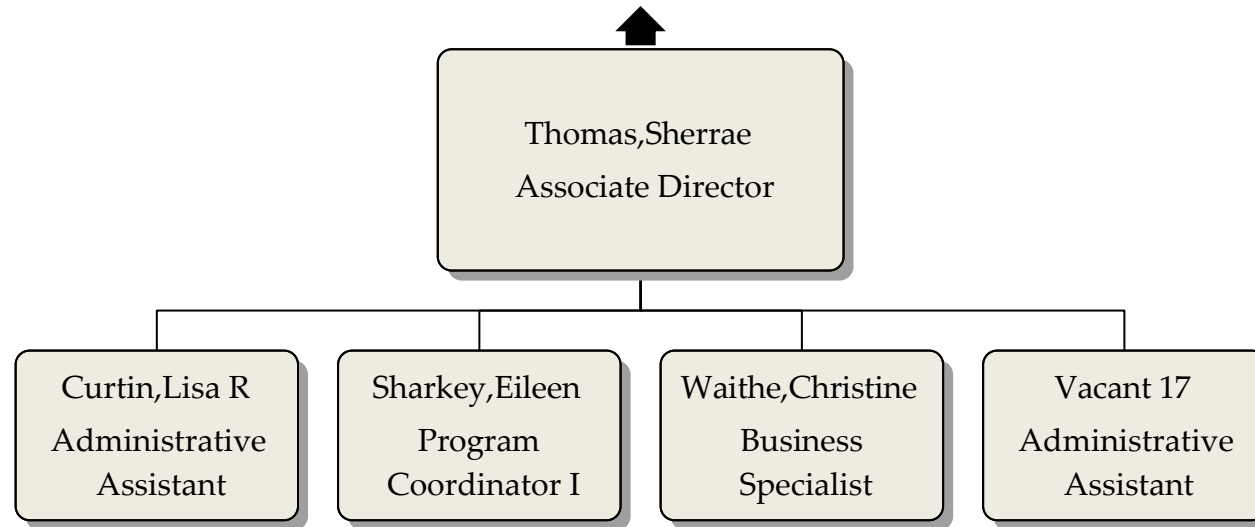 Thomas,Sherrae
Associate Director
Curtin,Lisa R
Administrative
Assistant
Sharkey,Eileen
Program
Coordinator I
Waithe,Christine
Business
Specialist
Vacant 17
Administrative
Assistant